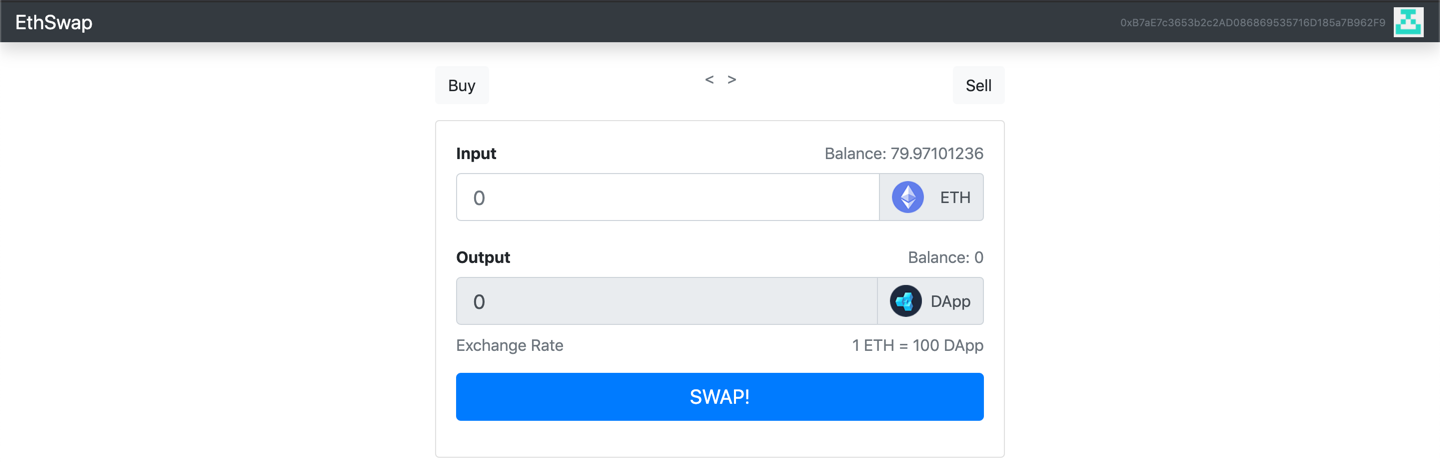 EthSwap 0xB7aE7c3653b2c2AD086869535716D185a7B962F9
Buy < > Sell
Input Balance: 79.97101236
0 ETH
Output Balance: 0
0 DApp
Exchange Rate 1 ETH = 100 DApp
SWAP!